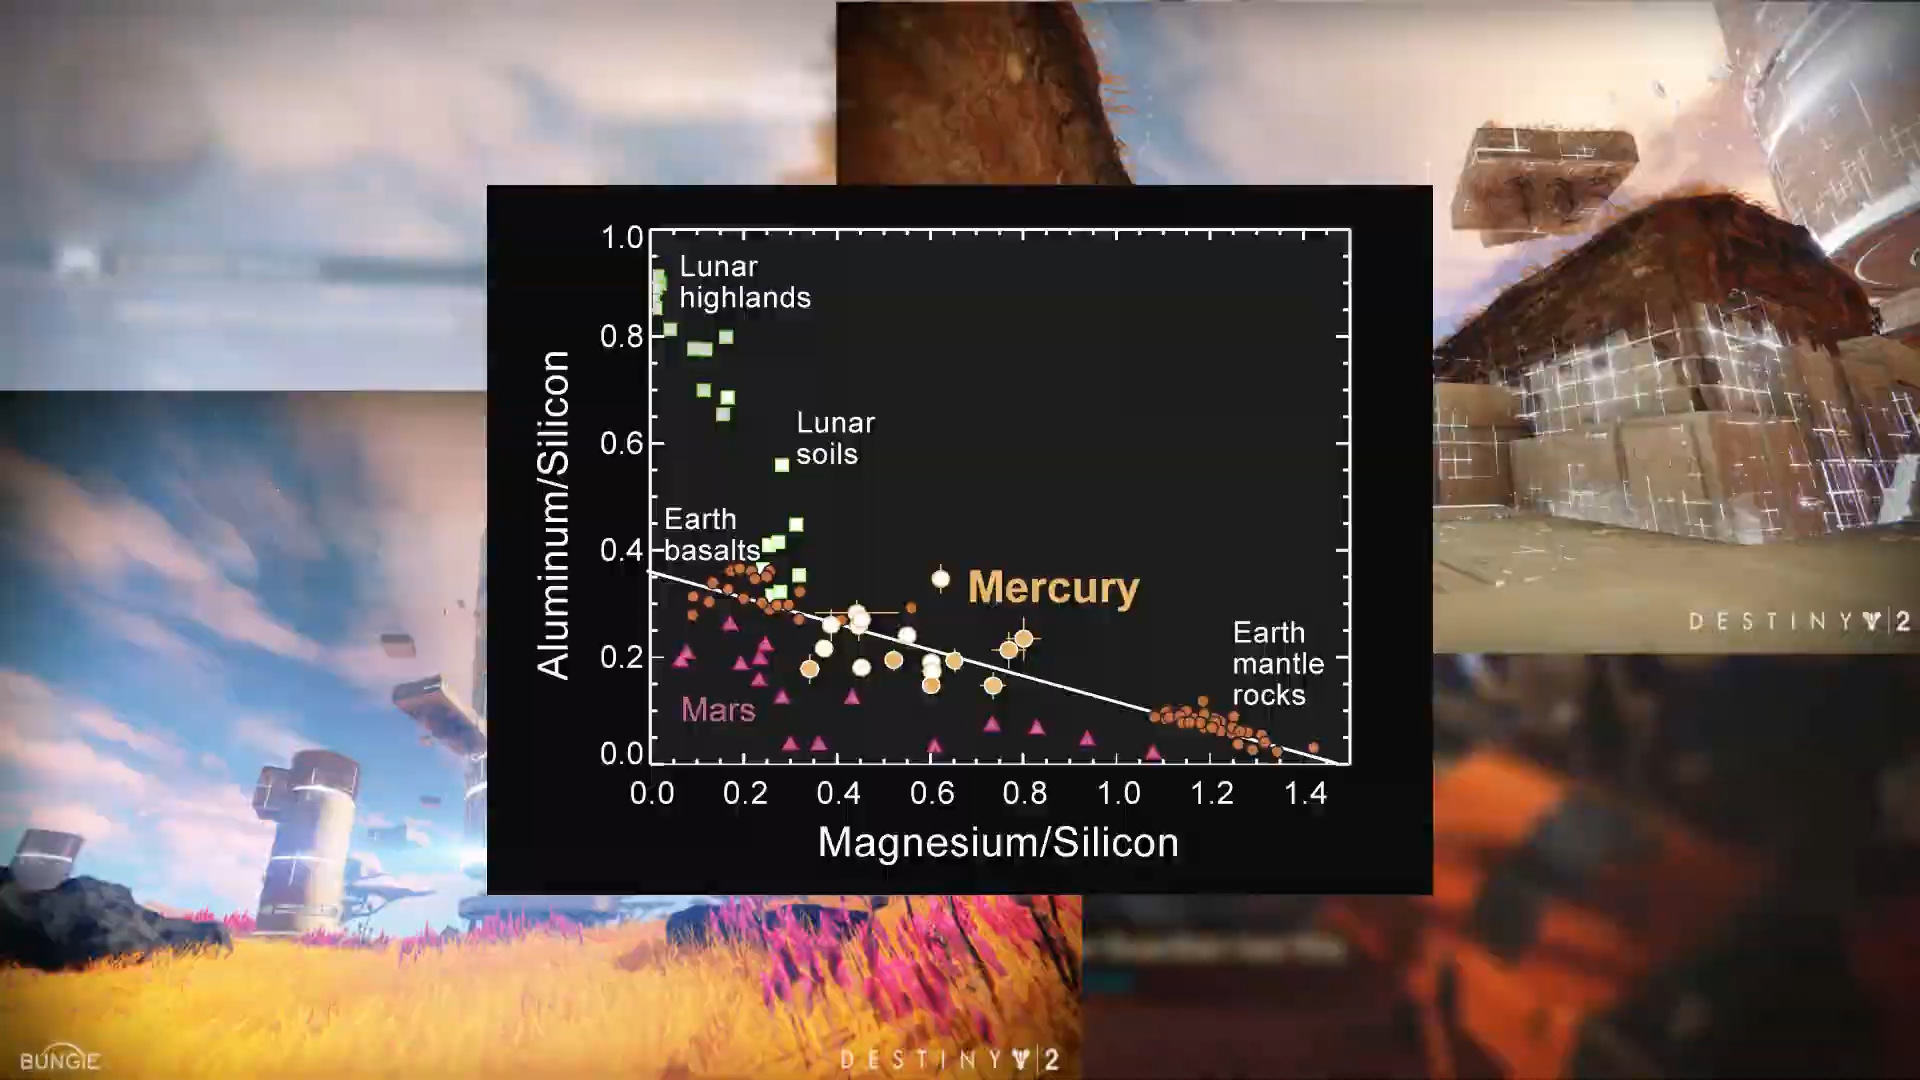 1.0
Lunar
highlands
0.8
Lunar
soils
0.6
Earth
basalts
0.4
Mercury
Earth
mantle
rocks
0.2
Mars
0.0
0.0 0.2 0.4 0.6 0.8 1.0 1.2 1.4
Magnesium/Silicon
Aluminum/Silicon
DESTINY 2
BUNGIE
DESTINY 2